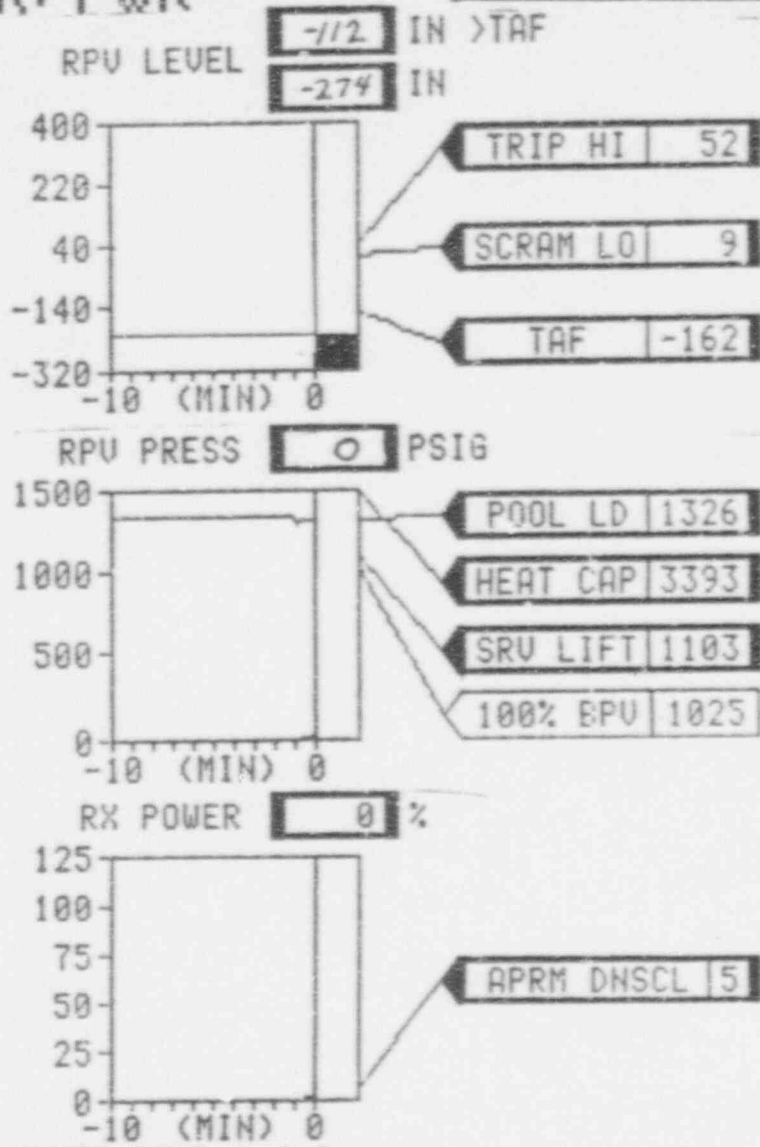 -112 IN >TAF
RPV LEVEL
-274 IN
400
220
40
-140
-320
-10 (MIN) 0
TRIP HI 52
SCRAM LO 9
TAF -162
RPV PRESS 0 PSIG
1500
1000
500
0
-10 (MIN) 0
POOL LD 1326
HEAT CAP 3393
SRV LIFT 1103
100% BPV 1025
RX POWER 0 %
125
100
75
50
25
0
-10 (MIN) 0
APRM DNSCL 5